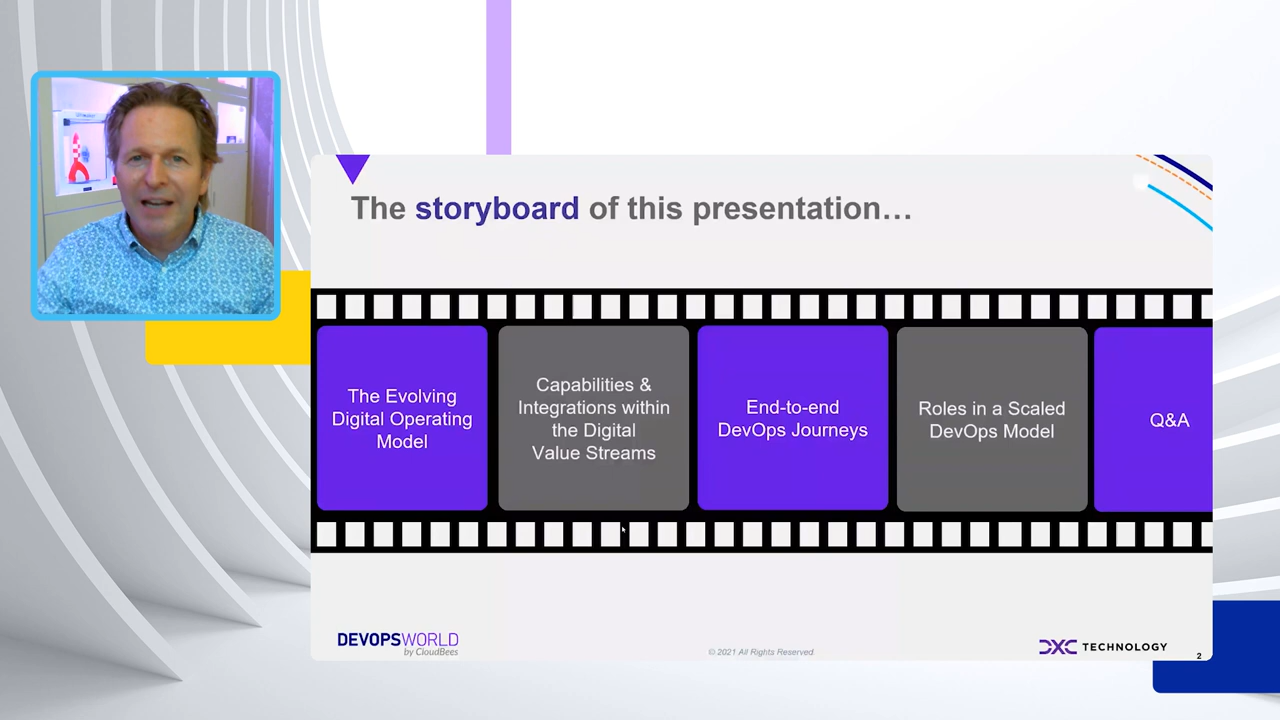 The storyboard of this presentation...
The Evolving
Digital Operating
Model
Capabilities &
Integrations within
the Digital
Value Streams
End-to-end
DevOps Journeys
Roles in a Scaled
DevOps Model
Q&A
DEVOPSWORLD
by CloudBees
© 2021 All Rights Reserved
DXC TECHNOLOGY
2